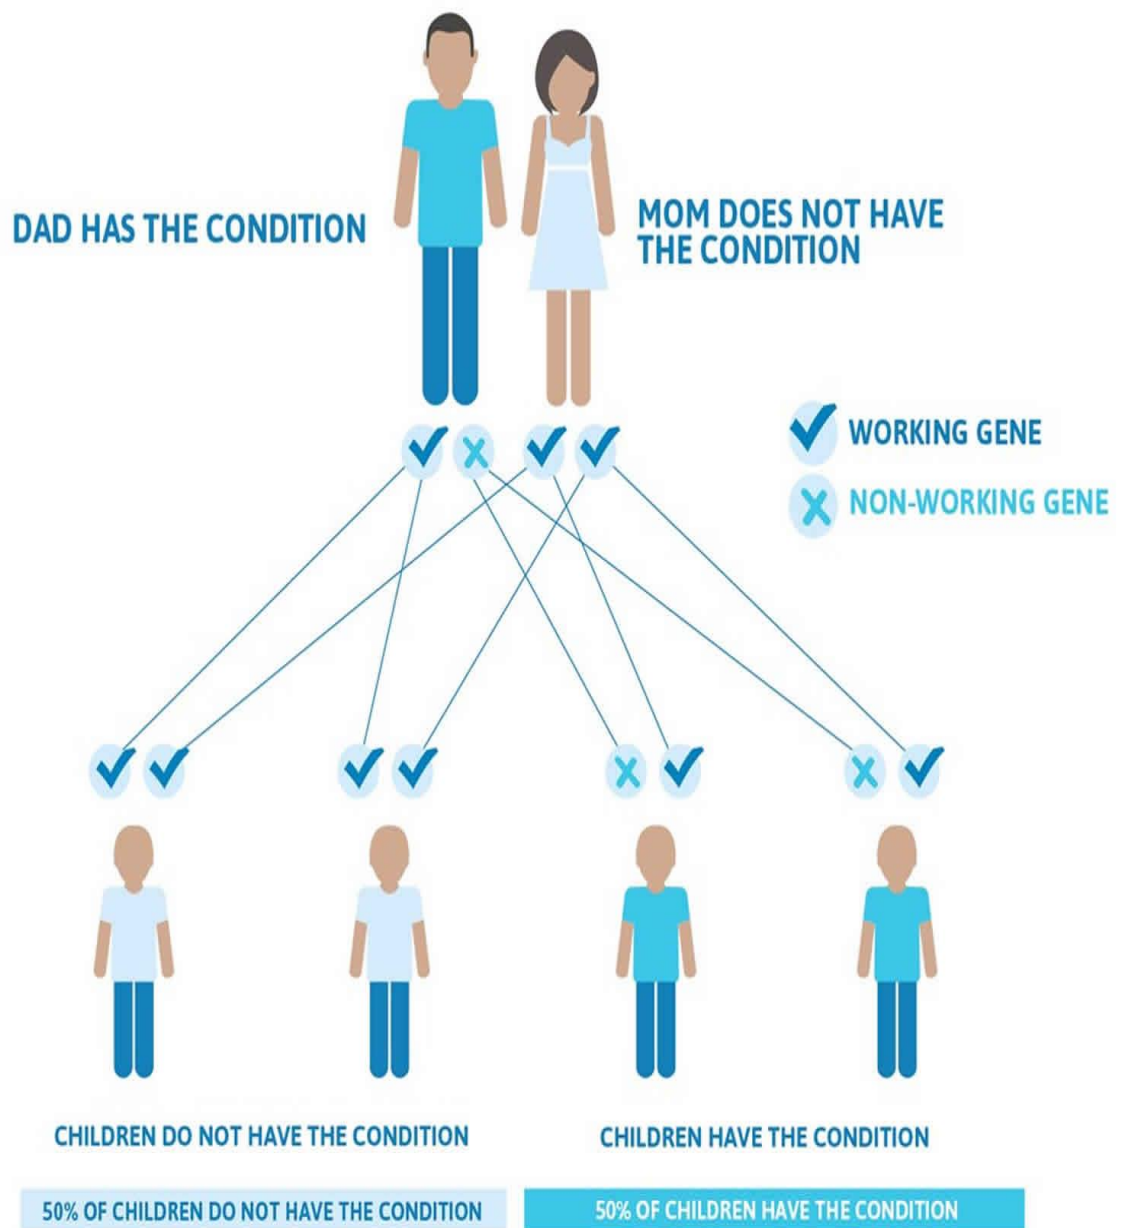 DAD HAS THE CONDITION
MOM DOES NOT HAVE
THE CONDITION
WORKING GENE
NON-WORKING GENE
CHILDREN DO NOT HAVE THE CONDITION
CHILDREN HAVE THE CONDITION
50% OF CHILDREN DO NOT HAVE THE CONDITION
50% OF CHILDREN HAVE THE CONDITION